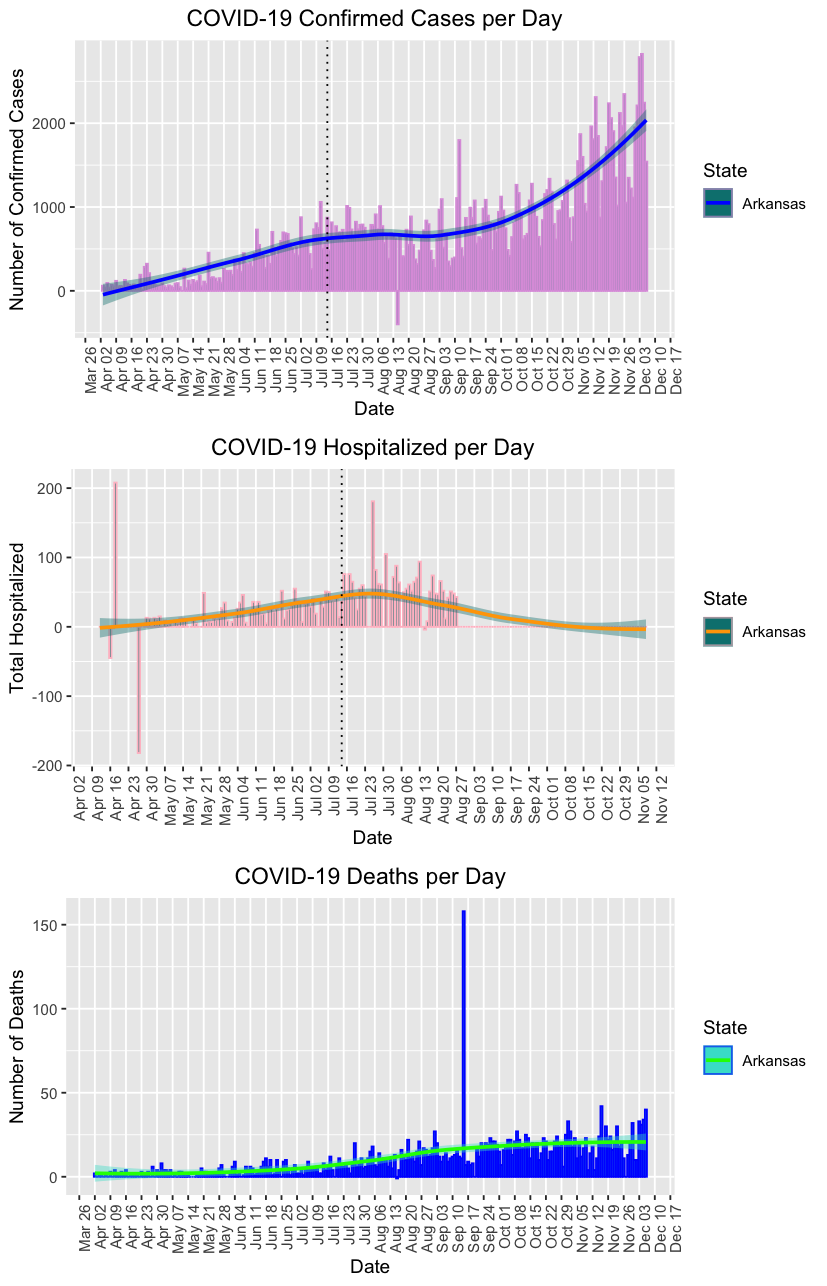 COVID-19 Confirmed Cases per Day
Number of Confirmed Cases
2000
1000
0
Mar 26
Apr 02
Apr 09
Apr 16
Apr 23
Apr 30
May 07
May 14
May 21
May 28
Jun 04
Jun 11
Jun 18
Jun 25
Jul 02
Jul 09
Jul 16
Jul 23
Jul 30
Aug 06
Aug 13
Aug 20
Aug 27
Sep 03
Sep 10
Sep 17
Sep 24
Oct 01
Oct 08
Oct 15
Oct 22
Oct 29
Nov 05
Nov 12
Nov 19
Nov 26
Dec 03
Dec 10
Dec 17
Date
State
Arkansas
COVID-19 Hospitalized per Day
Total Hospitalized
200
100
0
-100
-200
Apr 02
Apr 09
Apr 16
Apr 23
Apr 30
May 07
May 14
May 21
May 28
Jun 04
Jun 11
Jun 18
Jun 25
Jul 02
Jul 09
Jul 16
Jul 23
Jul 30
Aug 06
Aug 13
Aug 20
Aug 27
Sep 03
Sep 10
Sep 17
Sep 24
Oct 01
Oct 08
Oct 15
Oct 22
Oct 29
Nov 05
Nov 12
Date
State
Arkansas
COVID-19 Deaths per Day
Number of Deaths
150
100
50
0
Mar 26
Apr 02
Apr 09
Apr 16
Apr 23
Apr 30
May 07
May 14
May 21
May 28
Jun 04
Jun 11
Jun 18
Jun 25
Jul 02
Jul 09
Jul 16
Jul 23
Jul 30
Aug 06
Aug 13
Aug 20
Aug 27
Sep 03
Sep 10
Sep 17
Sep 24
Oct 01
Oct 08
Oct 15
Oct 22
Oct 29
Nov 05
Nov 12
Nov 19
Nov 26
Dec 03
Dec 10
Dec 17
Date
State
Arkansas